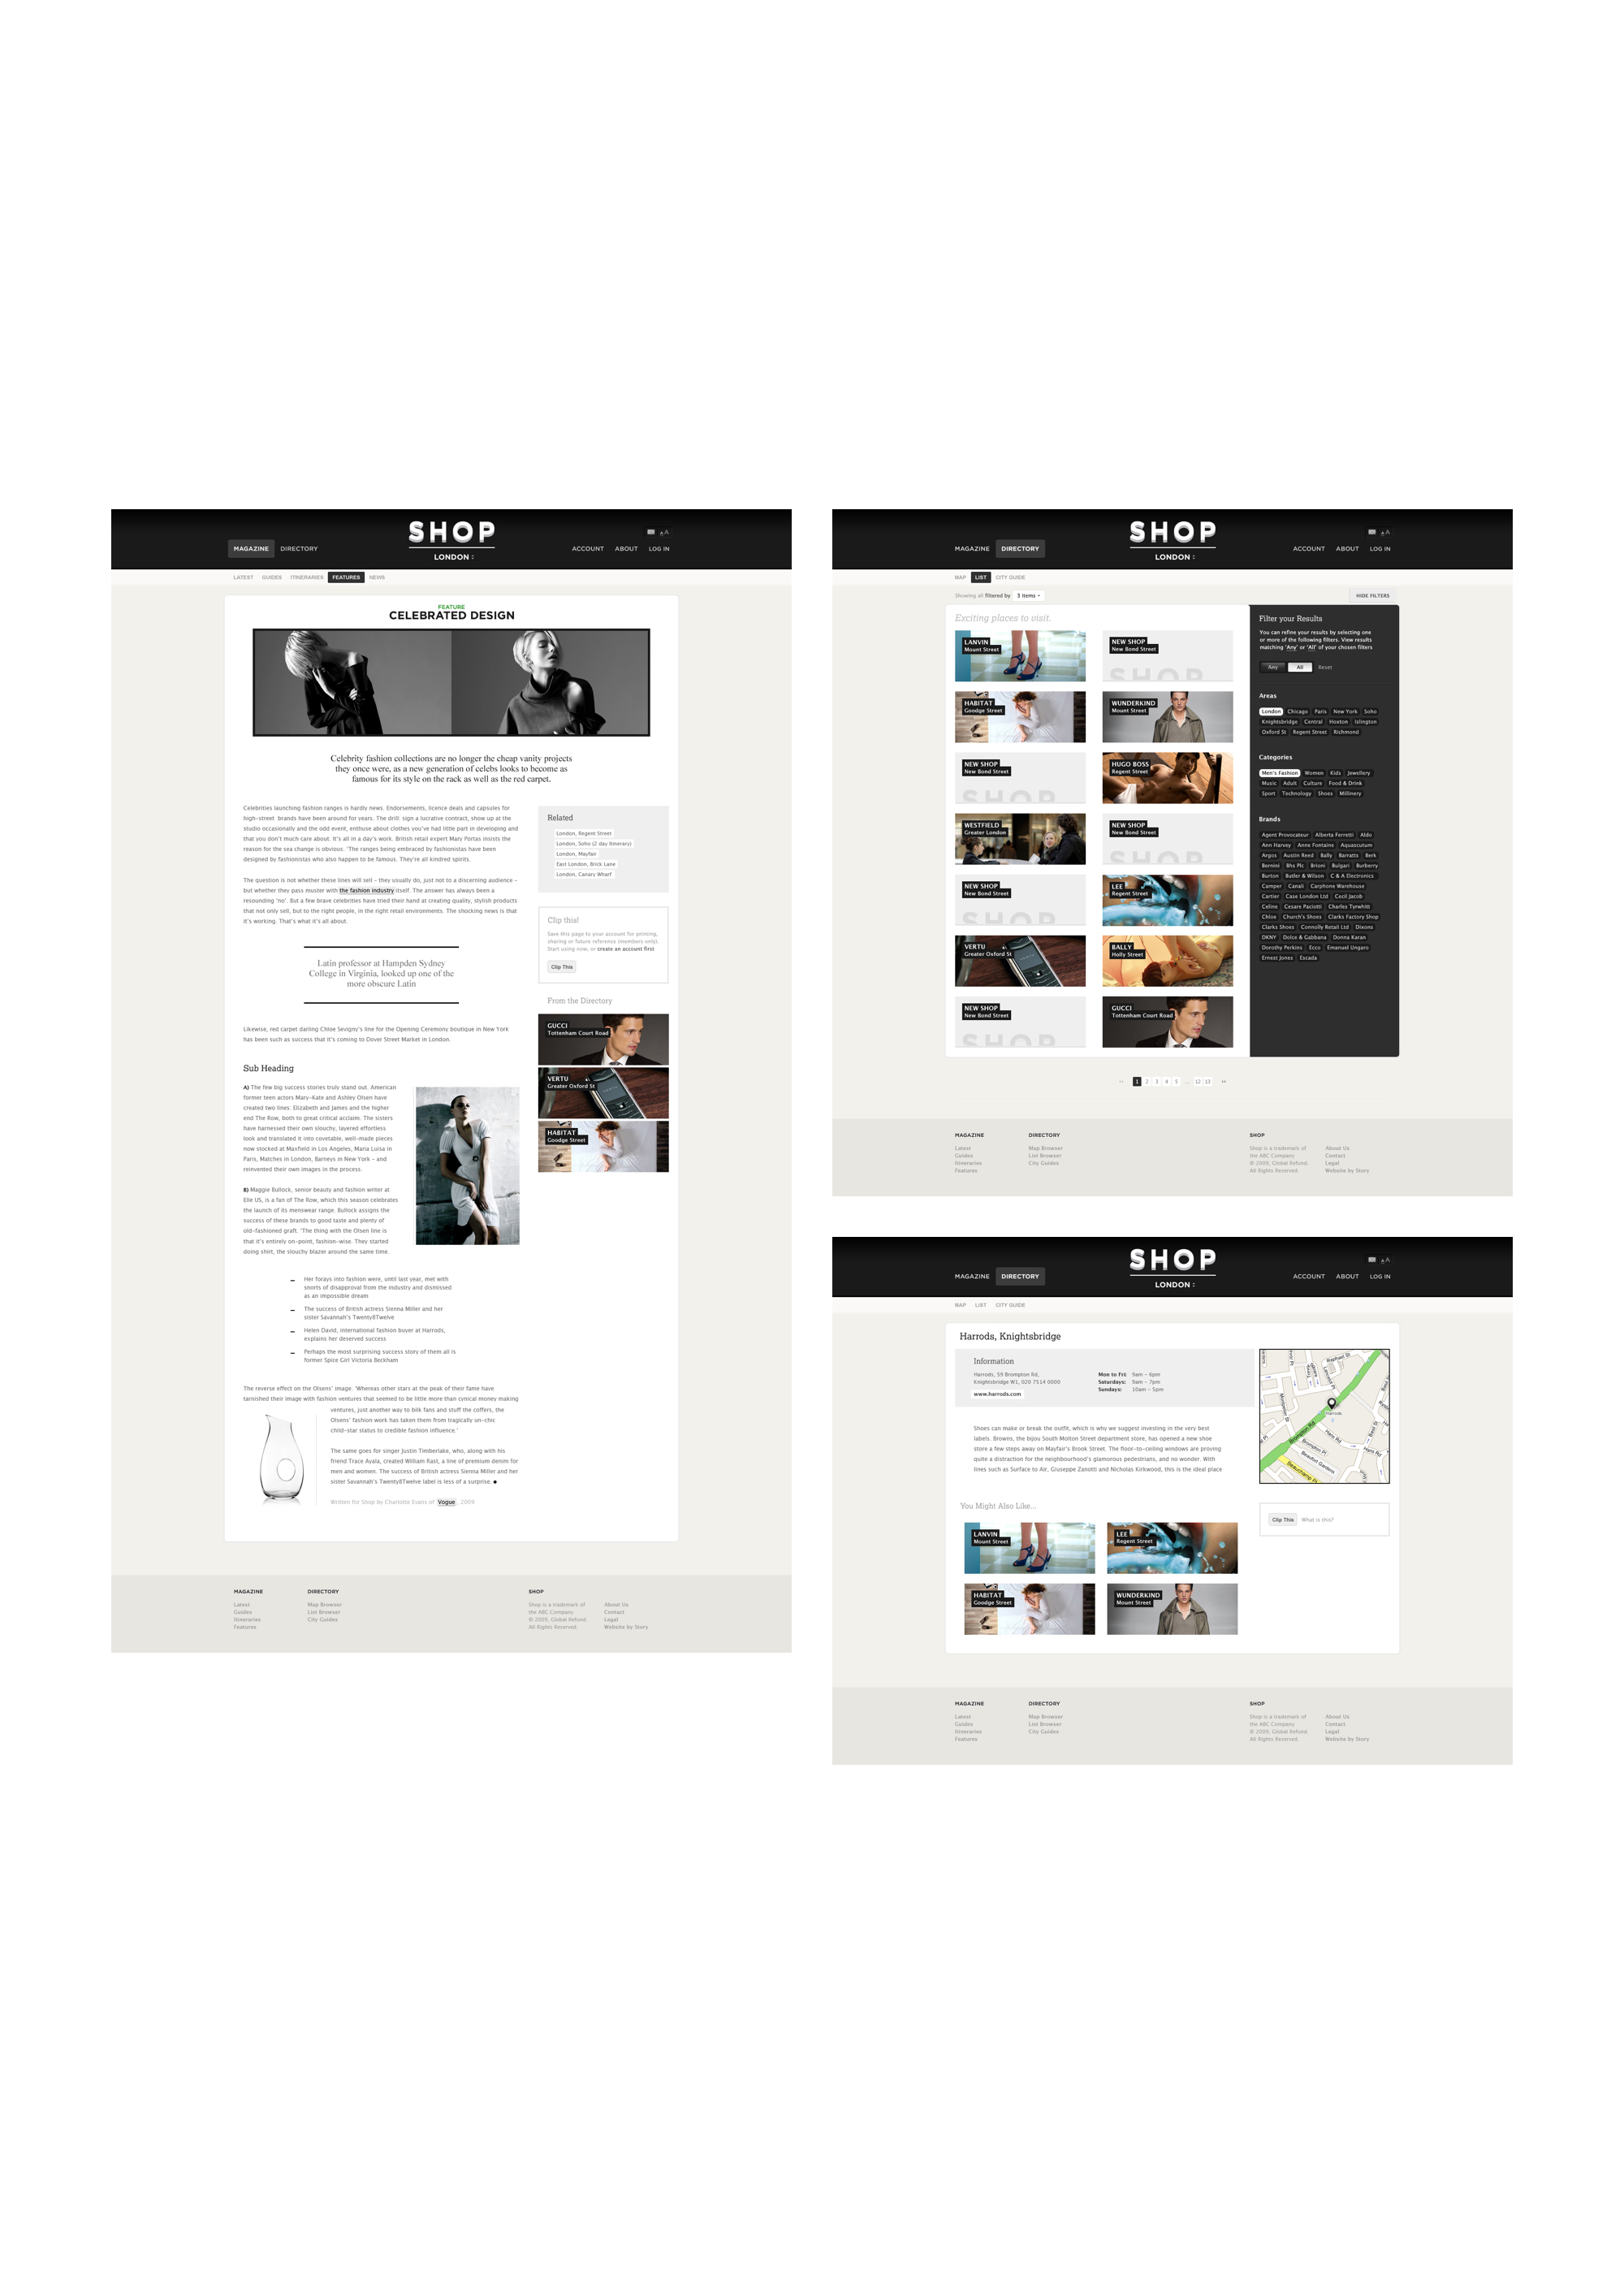 SHOP
LONDON :
MAGAZINE
DIRECTORY
ACCOUNT
ABOUT
LOG IN
LATEST
GUIDES
ITINERARIES
FEATURES
NEWS
FEATURE
CELEBRATED DESIGN
Celebrity fashion collections are no longer the cheap vanity projects
they once were, as a new generation of celebs looks to become as
famous for its style on the rack as well as the red carpet.
Celebrities launching fashion ranges is hardly news. Endorsements, licence deals and capsules for
high-street brands have been around for years. The drill: sign a lucrative contract, show up at the
studio occasionally and the odd event, enthuse about clothes you've had little part in developing and
that you don't much care about. It's all in a day's work. British retail expert Mary Portas insists the
reason for the sea change is obvious. 'The ranges being embraced by fashionistas have been
designed by fashionistas who also happen to be famous. They're all kindred spirits.
The question is not whether these lines will sell – they usually do, just not to a discerning audience –
but whether they pass muster with the fashion industry itself. The answer has always been a
resounding 'no'. But a few brave celebrities have tried their hand at creating quality, stylish products
that not only sell, but to the right people, in the right retail environments. The shocking news is that
it's working. That's what it's all about.
Latin professor at Hampden Sydney
College in Virginia, looked up one of the
more obscure Latin
Likewise, red carpet darling Chloe Sevigny's line for the Opening Ceremony boutique in New York
has been such as success that it's coming to Dover Street Market in London.
Sub Heading
A) The few big success stories truly stand out. American
former teen actors Mary-Kate and Ashley Olsen have
created two lines: Elizabeth and James and the higher
end The Row, both to great critical acclaim. The sisters
have harnessed their own slouchy, layered effortless
look and translated it into covetable, well-made pieces
now stocked at Maxfield in Los Angeles, Maria Luisa in
Paris, Matches in London, Barneys in New York – and
reinvented their own images in the process.
B) Maggie Bullock, senior beauty and fashion writer at
Elle US, is a fan of The Row, which this season celebrates
the launch of its menswear range. Bullock assigns the
success of these brands to good taste and plenty of
old-fashioned graft. 'The thing with the Olsen line is
that it's entirely on-point, fashion-wise. They started
doing shirt, the slouchy blazer around the same time.
– Her forays into fashion were, until last year, met with
snorts of disapproval from the industry and dismissed
as an impossible dream
– The success of British actress Sienna Miller and her
sister Savannah's Twenty8Twelve
– Helen David, international fashion buyer at Harrods,
explains her deserved success
– Perhaps the most surprising success story of them all is
former Spice Girl Victoria Beckham
The reverse effect on the Olsens' image. 'Whereas other stars at the peak of their fame have
tarnished their image with fashion ventures that seemed to be little more than cynical money making
ventures, just another way to bilk fans and stuff the coffers, the
Olsens' fashion work has taken them from tragically un-chic
child-star status to credible fashion influence.'
The same goes for singer Justin Timberlake, who, along with his
friend Trace Ayala, created William Rast, a line of premium denim for
men and women. The success of British actress Sienna Miller and her
sister Savannah's Twenty8Twelve label is less of a surprise.
Written for Shop by Charlotte Evans of Vogue, 2009
Related
London, Regent Street
London, Soho (2 day itinerary)
London, Mayfair
East London, Brick Lane
London, Canary Wharf
Clip this!
Save this page to your account for printing,
sharing or future reference (members only).
Start using now, or create an account first
Clip This
From the Directory
GUCCI
Tottenham Court Road
VERTU
Greater Oxford St
HABITAT
Goodge Street
MAGAZINE
Latest
Guides
Itineraries
Features
DIRECTORY
Map Browser
List Browser
City Guides
SHOP
Shop is a trademark of
the ABC Company
© 2009, Global Refund.
All Rights Reserved.
About Us
Contact
Legal
Website by Story
SHOP
LONDON :
MAGAZINE
DIRECTORY
ACCOUNT
ABOUT
LOG IN
MAP
LIST
CITY GUIDE
Showing all filtered by 3 items
HIDE FILTERS
Exciting places to visit.
LANVIN
Mount Street
NEW SHOP
New Bond Street
SHOP
HABITAT
Goodge Street
WUNDERKIND
Mount Street
NEW SHOP
New Bond Street
SHOP
HUGO BOSS
Regent Street
WESTFIELD
Greater London
NEW SHOP
New Bond Street
SHOP
NEW SHOP
New Bond Street
SHOP
LEE
Regent Street
VERTU
Greater Oxford St
BALLY
Holly Street
NEW SHOP
New Bond Street
SHOP
GUCCI
Tottenham Court Road
Filter your Results
You can refine your results by selecting one
or more of the following filters. View results
matching 'Any' or 'All' of your chosen filters
Any All Reset
Areas
London Chicago Paris New York Soho
Knightsbridge Central Hoxton Islington
Oxford St Regent Street Richmond
Categories
Men's Fashion Women Kids Jewellery
Music Adult Culture Food & Drink
Sport Technology Shoes Millinery
Brands
Agent Provocateur Alberta Ferretti Aldo
Ann Harvey Anne Fontaine Aquascutum
Argos Austin Reed Bally Barratts Berk
Bernini Bhs Plc Brioni Bulgari Burberry
Burton Butler & Wilson C & A Electronics
Camper Canali Carphone Warehouse
Cartier Case London Ltd Cecil Jacob
Celine Cesare Paciotti Charles Tyrwhitt
Chloe Church's Shoes Clarks Factory Shop
Clarks Shoes Connolly Retail Ltd Dixons
DKNY Dolce & Gabbana Donna Karan
Dorothy Perkins Ecco Emanuel Ungaro
Ernest Jones Escada
1 2 3 4 5 ... 12 13
MAGAZINE
Latest
Guides
Itineraries
Features
DIRECTORY
Map Browser
List Browser
City Guides
SHOP
Shop is a trademark of
the ABC Company
© 2009, Global Refund.
All Rights Reserved.
About Us
Contact
Legal
Website by Story
SHOP
LONDON :
MAGAZINE
DIRECTORY
ACCOUNT
ABOUT
LOG IN
MAP
LIST
CITY GUIDE
Harrods, Knightsbridge
Information
Harrods, 59 Brompton Rd,
Knightsbridge W1, 020 7514 0000
www.harrods.com
Mon to Fri: 9am – 6pm
Saturdays: 9am – 7pm
Sundays: 10am – 5pm
Shoes can make or break the outfit, which is why we suggest investing in the very best
labels. Browns, the bijou South Molton Street department store, has opened a new shoe
store a few steps away on Mayfair's Brook Street. The floor-to-ceiling windows are proving
quite a distraction for the neighbourhood's glamorous pedestrians, and no wonder. With
lines such as Surface to Air, Giuseppe Zanotti and Nicholas Kirkwood, this is the ideal place
Raphael St
Lancelot Pl
Montpelier St
Brompton Rd
Harrods
Hans Rd
Brompton Pl
Beaufort Gardens
Beauchamp Pl
Clip This What is this?
You Might Also Like...
LANVIN
Mount Street
LEE
Regent Street
HABITAT
Goodge Street
WUNDERKIND
Mount Street
MAGAZINE
Latest
Guides
Itineraries
Features
DIRECTORY
Map Browser
List Browser
City Guides
SHOP
Shop is a trademark of
the ABC Company
© 2009, Global Refund.
All Rights Reserved.
About Us
Contact
Legal
Website by Story